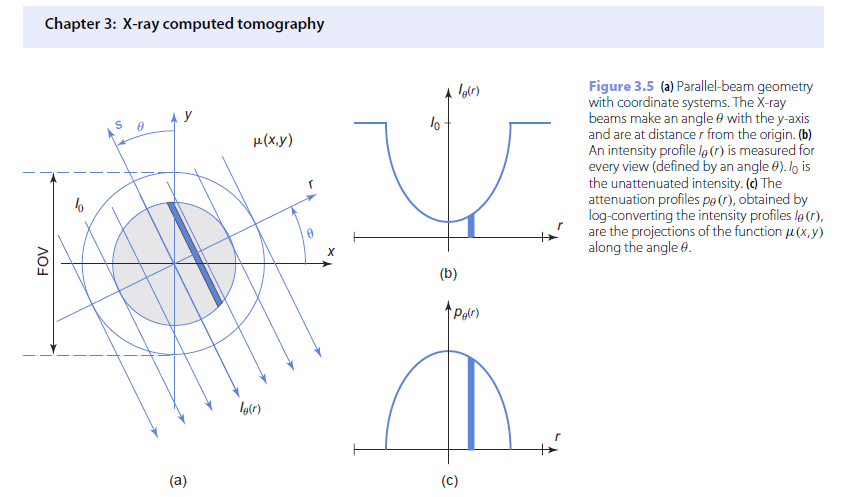 Chapter 3: X-ray computed tomography
s θ y
μ(x,y)
r
I₀
θ
x
FOV
Iθ(r)
(a)
Iθ(r)
I₀
r
(b)
pθ(r)
r
(c)
Figure 3.5 (a) Parallel-beam geometry
with coordinate systems. The X-ray
beams make an angle θ with the y-axis
and are at distance r from the origin. (b)
An intensity profile Iθ(r) is measured for
every view (defined by an angle θ). I₀ is
the unattenuated intensity. (c) The
attenuation profiles pθ(r), obtained by
log-converting the intensity profiles Iθ(r),
are the projections of the function μ(x,y)
along the angle θ.